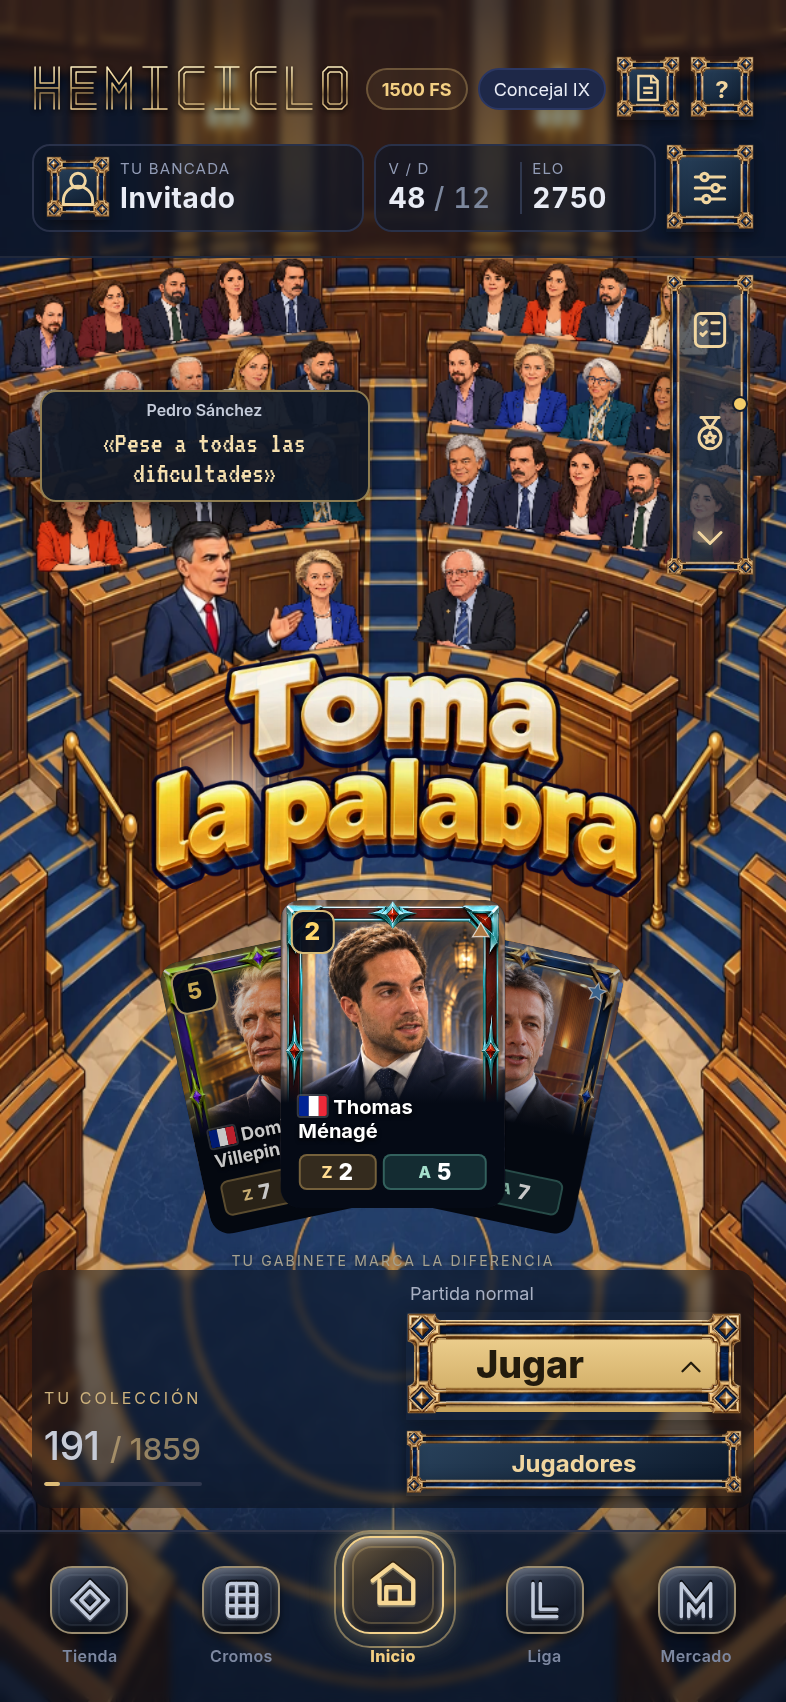 HEMICICLO
1500 FS
Concejal IX
?
TU BANCADA
Invitado
V / D
48 / 12
ELO
2750
Pedro Sánchez
«Pese a todas las
dificultades»
Toma
la palabra
5
Dom
Villepin
Z 7
2
Thomas
Ménagé
Z 2
A 5
A 7
TU GABINETE MARCA LA DIFERENCIA
Partida normal
Jugar
Jugadores
TU COLECCIÓN
191 / 1859
Tienda
Cromos
Inicio
Liga
Mercado